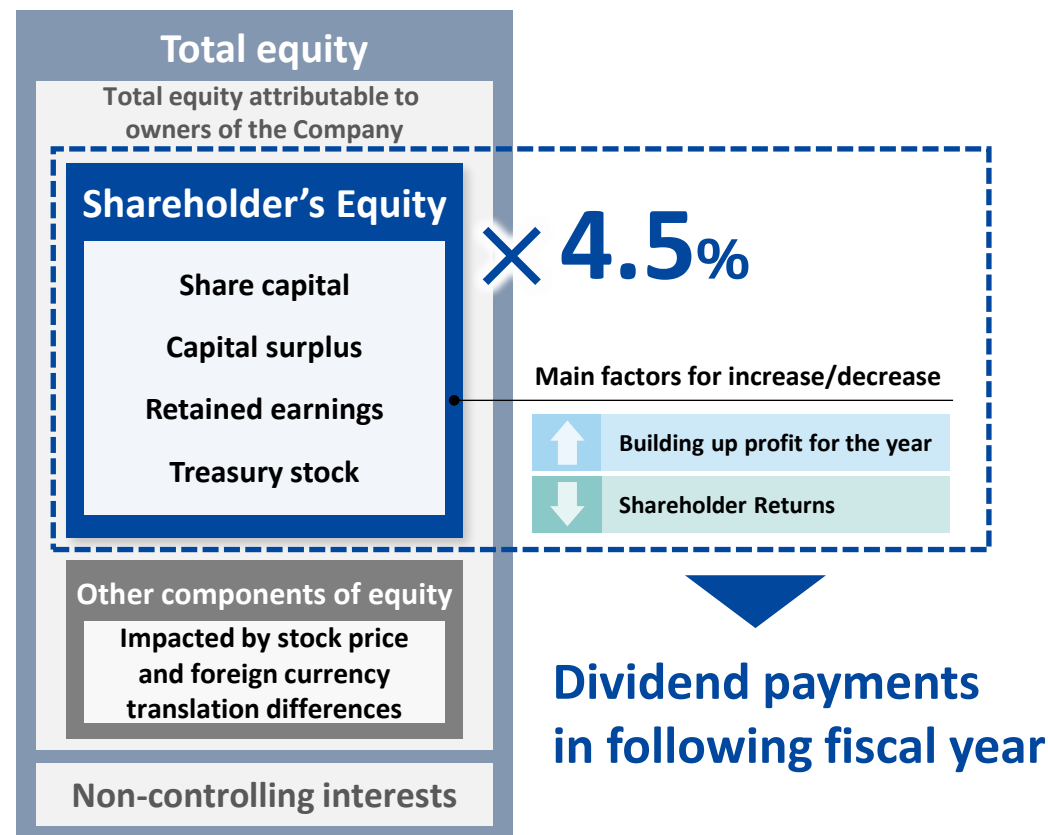 Total equity
Total equity attributable to
owners of the Company
Shareholder’s Equity
Share capital
Capital surplus
Retained earnings
Treasury stock
× 4.5%
Main factors for increase/decrease
Building up profit for the year
Shareholder Returns
Other components of equity
Impacted by stock price
and foreign currency
translation differences
Non-controlling interests
Dividend payments
in following fiscal year